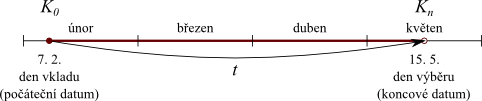 K₀ Kₙ
únor březen duben květen
t
7. 2. 15. 5.
den vkladu den výběru
(počáteční datum) (koncové datum)